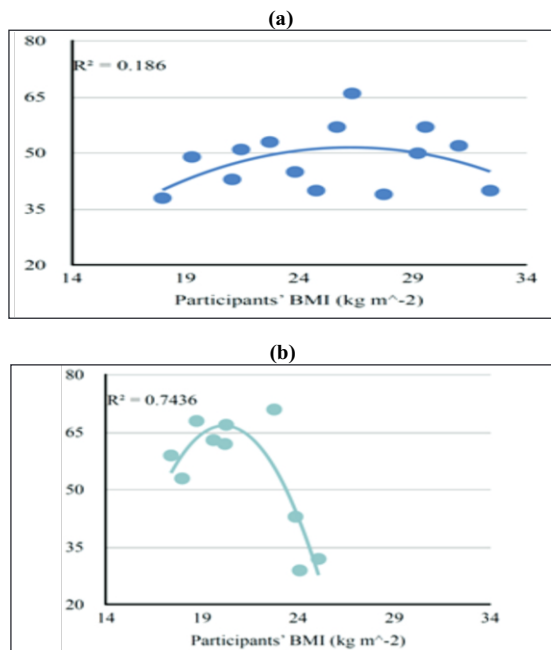 (a)
80
R² = 0.186
65
50
35
20
14 19 24 29 34
Participants' BMI (kg m^-2)
(b)
80
R² = 0.7436
65
50
35
20
14 19 24 29 34
Participants' BMI (kg m^-2)